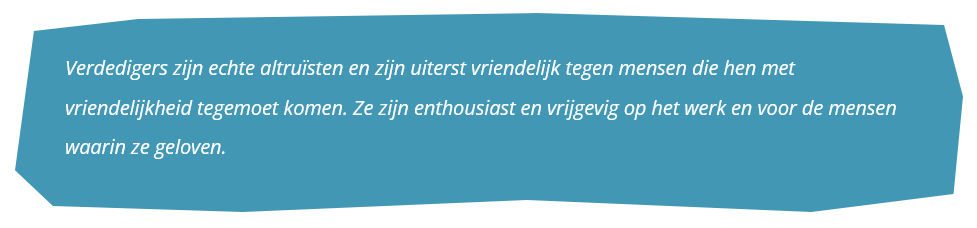 Verdedigers zijn echte altruïsten en zijn uiterst vriendelijk tegen mensen die hen met
vriendelijkheid tegemoet komen. Ze zijn enthousiast en vrijgevig op het werk en voor de mensen
waarin ze geloven.